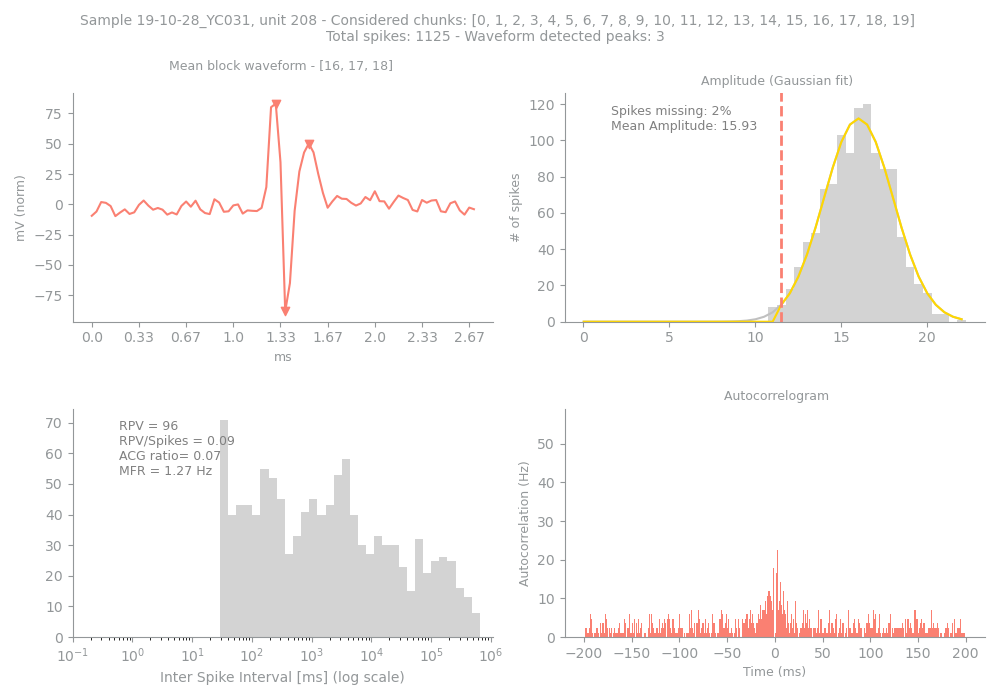 Sample 19-10-28_YC031, unit 208 - Considered chunks: [0, 1, 2, 3, 4, 5, 6, 7, 8, 9, 10, 11, 12, 13, 14, 15, 16, 17, 18, 19]
Total spikes: 1125 - Waveform detected peaks: 3
Mean block waveform - [16, 17, 18]
mV (norm)
75
50
25
0
−25
−50
−75
0.0 0.33 0.67 1.0 1.33 1.67 2.0 2.33 2.67
ms
Amplitude (Gaussian fit)
Spikes missing: 2%
Mean Amplitude: 15.93
# of spikes
120
100
80
60
40
20
0
0 5 10 15 20
RPV = 96
RPV/Spikes = 0.09
ACG ratio= 0.07
MFR = 1.27 Hz
70
60
50
40
30
20
10
0
10⁻¹ 10⁰ 10¹ 10² 10³ 10⁴ 10⁵ 10⁶
Inter Spike Interval [ms] (log scale)
Autocorrelogram
Autocorrelation (Hz)
50
40
30
20
10
0
−200 −150 −100 −50 0 50 100 150 200
Time (ms)